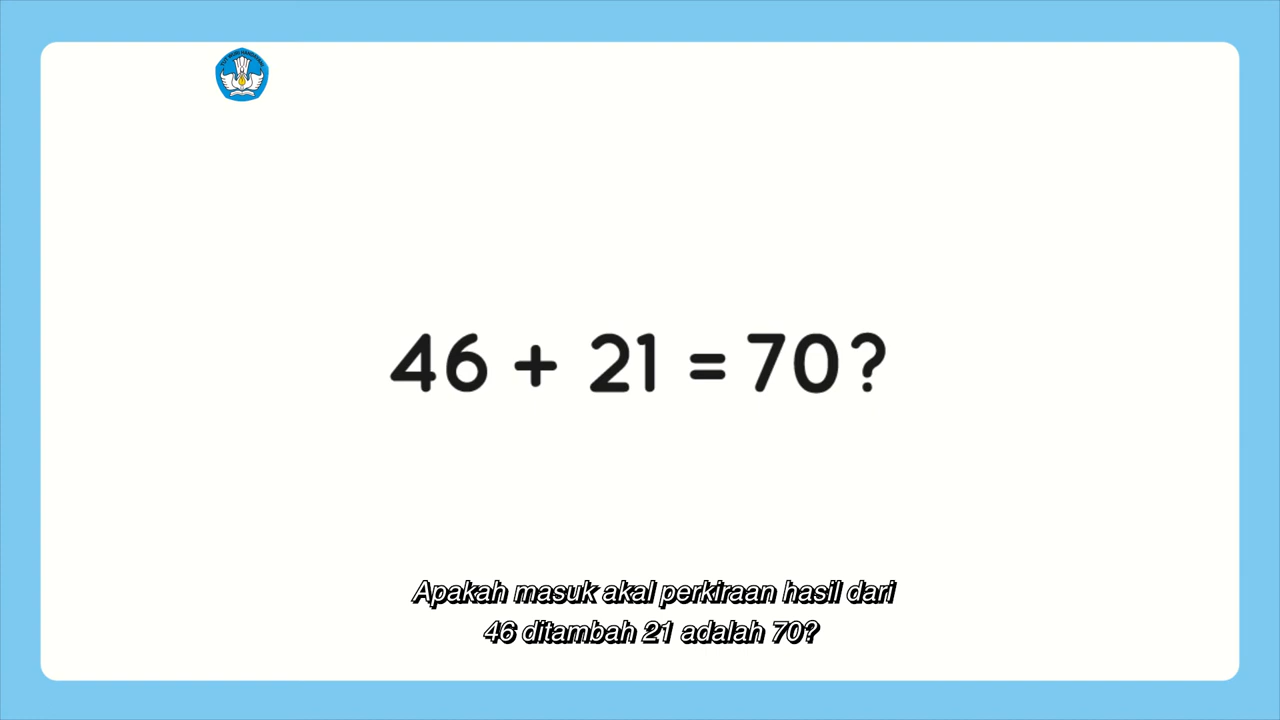 46 + 21 = 70?
Apakah masuk akal perkiraan hasil dari
46 ditambah 21 adalah 70?